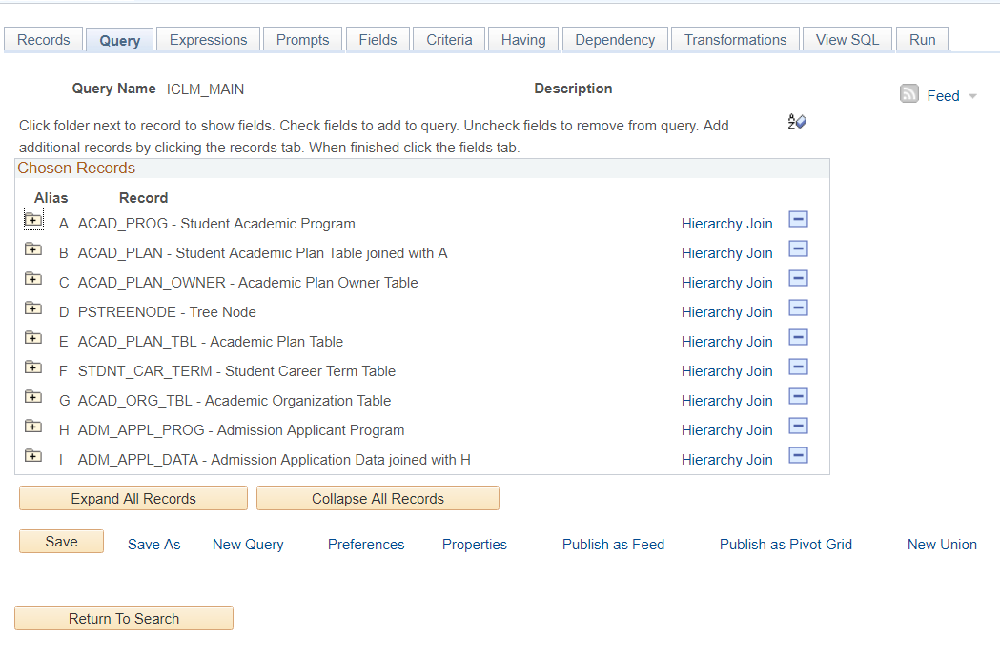 Records Query Expressions Prompts Fields Criteria Having Dependency Transformations View SQL Run
Query Name ICLM_MAIN Description
Feed
Click folder next to record to show fields. Check fields to add to query. Uncheck fields to remove from query. Add
additional records by clicking the records tab. When finished click the fields tab.
A
Z
Chosen Records
Alias Record
A ACAD_PROG - Student Academic Program Hierarchy Join
B ACAD_PLAN - Student Academic Plan Table joined with A Hierarchy Join
C ACAD_PLAN_OWNER - Academic Plan Owner Table Hierarchy Join
D PSTREENODE - Tree Node Hierarchy Join
E ACAD_PLAN_TBL - Academic Plan Table Hierarchy Join
F STDNT_CAR_TERM - Student Career Term Table Hierarchy Join
G ACAD_ORG_TBL - Academic Organization Table Hierarchy Join
H ADM_APPL_PROG - Admission Applicant Program Hierarchy Join
I ADM_APPL_DATA - Admission Application Data joined with H Hierarchy Join
Expand All Records Collapse All Records
Save Save As New Query Preferences Properties Publish as Feed Publish as Pivot Grid New Union
Return To Search